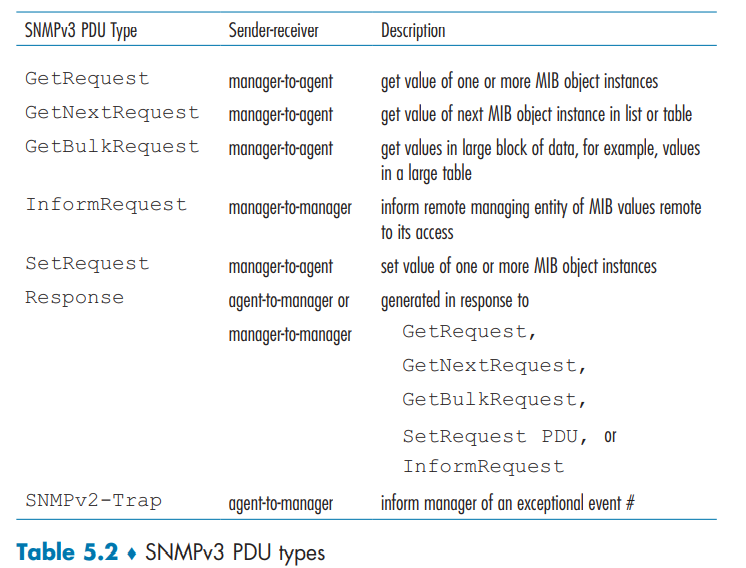 SNMPv3 PDU Type Sender-receiver Description
GetRequest manager-to-agent get value of one or more MIB object instances
GetNextRequest manager-to-agent get value of next MIB object instance in list or table
GetBulkRequest manager-to-agent get values in large block of data, for example, values
in a large table
InformRequest manager-to-manager inform remote managing entity of MIB values remote
to its access
SetRequest manager-to-agent set value of one or more MIB object instances
Response agent-to-manager or generated in response to
manager-to-manager GetRequest,
GetNextRequest,
GetBulkRequest,
SetRequest PDU, or
InformRequest
SNMPv2-Trap agent-to-manager inform manager of an exceptional event #
Table 5.2 ♦ SNMPv3 PDU types